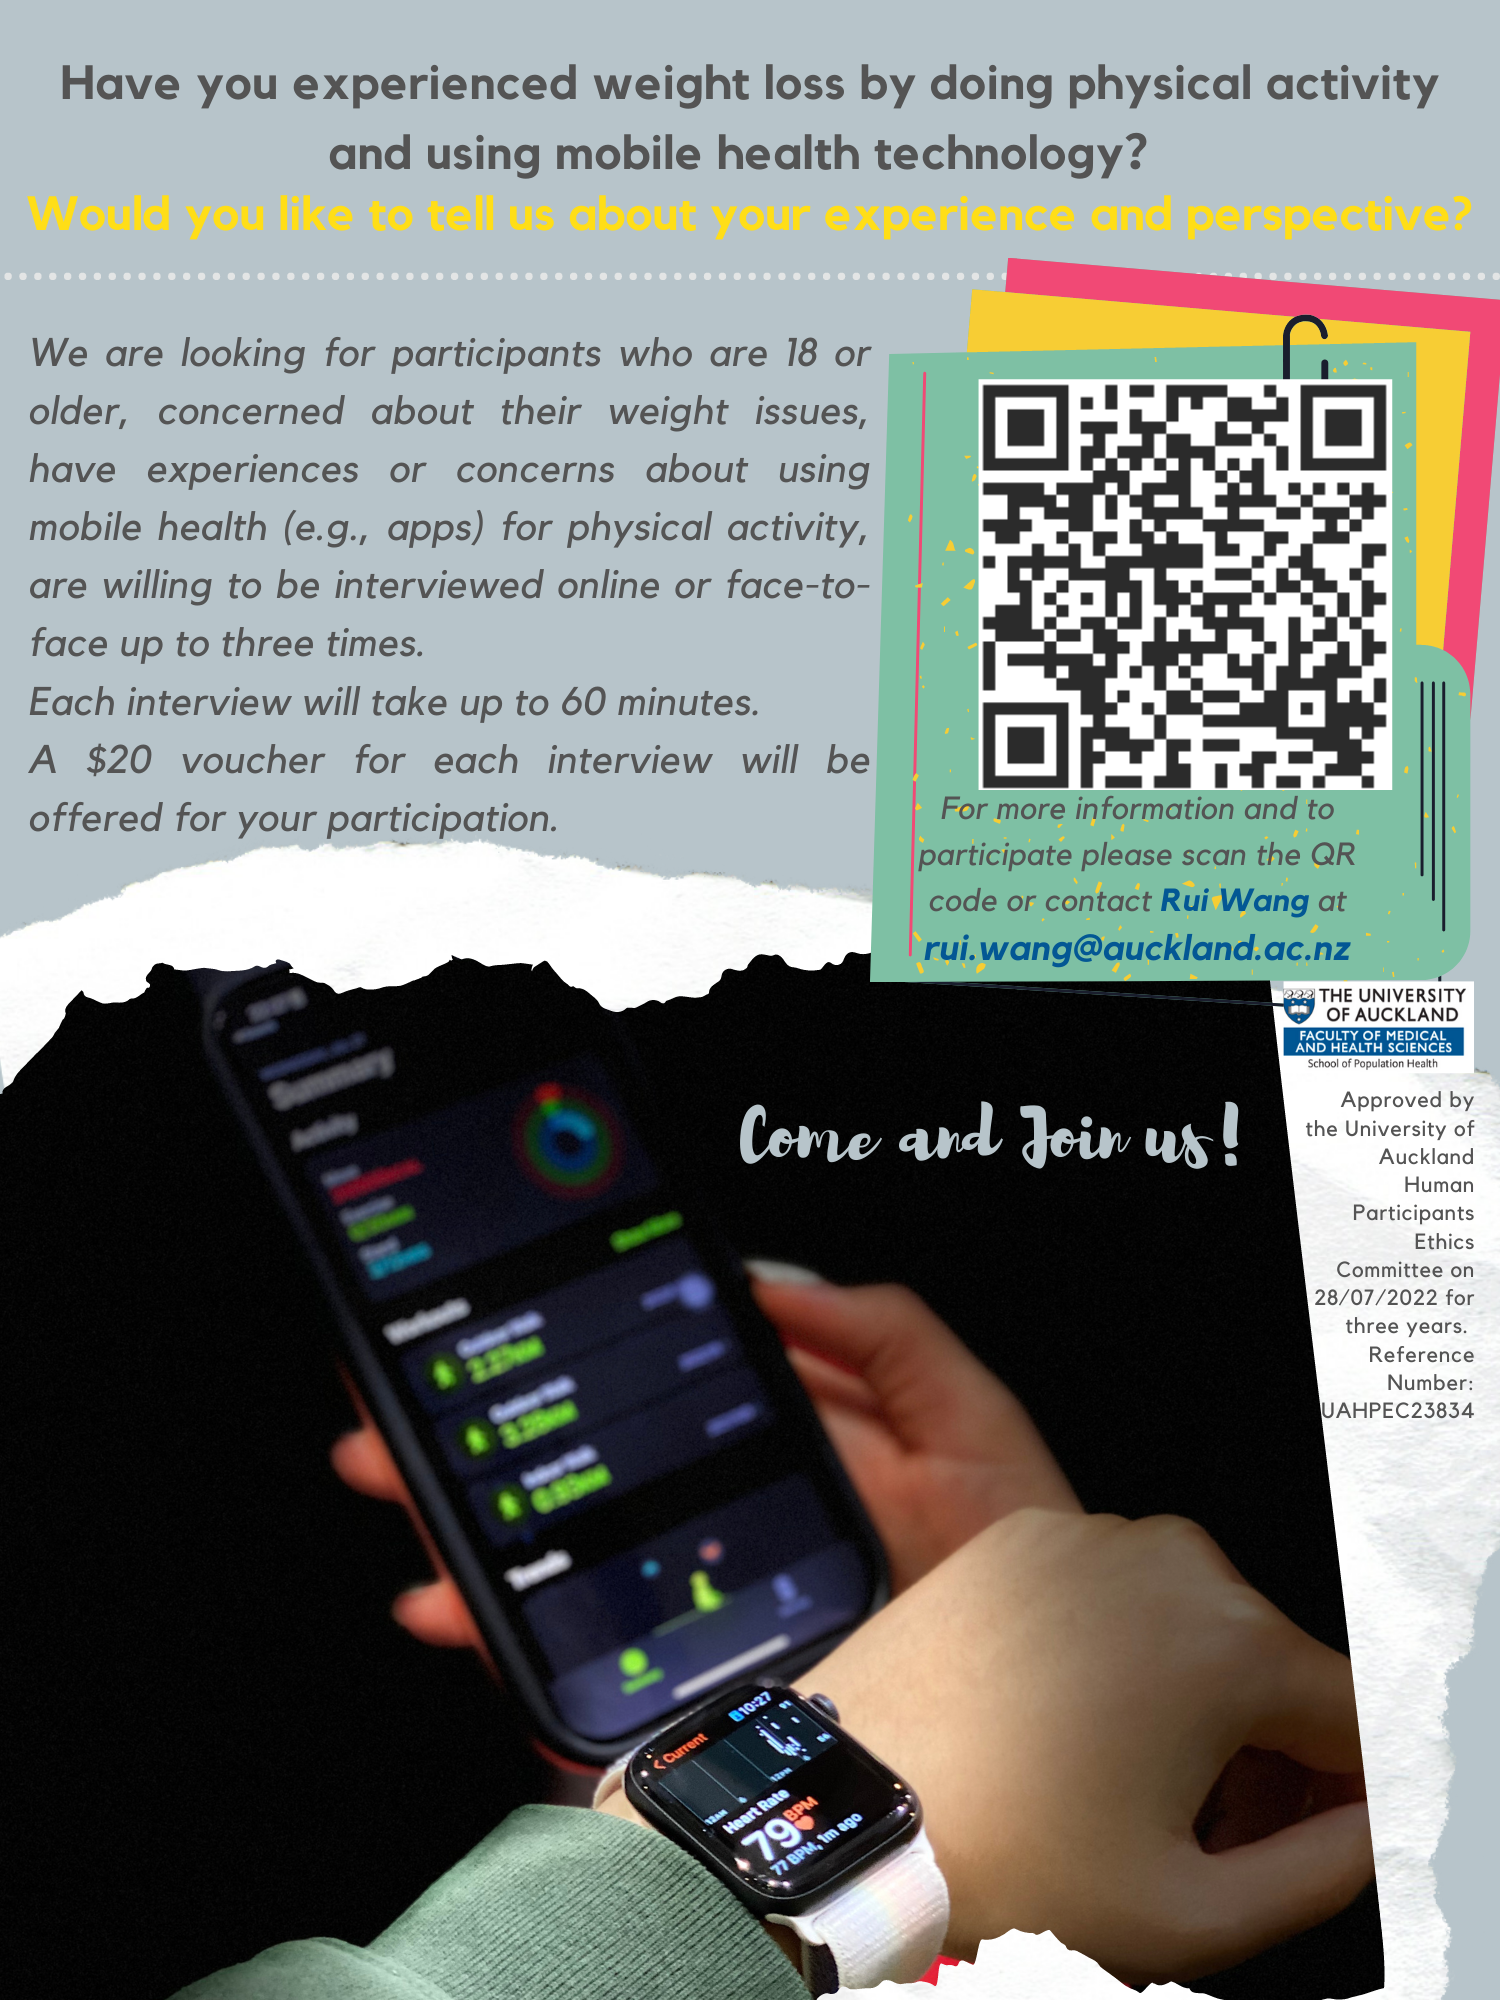 Have you experienced weight loss by doing physical activity
and using mobile health technology?
Would you like to tell us about your experience and perspective?
We are looking for participants who are 18 or
older, concerned about their weight issues,
have experiences or concerns about using
mobile health (e.g., apps) for physical activity,
are willing to be interviewed online or face-to-
face up to three times.
Each interview will take up to 60 minutes.
A $20 voucher for each interview will be
offered for your participation.
For more information and to
participate please scan the QR
code or contact Rui Wang at
rui.wang@auckland.ac.nz
THE UNIVERSITY
OF AUCKLAND
FACULTY OF MEDICAL
AND HEALTH SCIENCES
School of Population Health
Approved by
the University of
Auckland
Human
Participants
Ethics
Committee on
28/07/2022 for
three years.
Reference
Number:
UAHPEC23834
Come and Join us!
Summary
Activity
Workouts
Trends
10:27
< Current
12AM
6
12PM
Heart Rate
79 BPM
77 BPM, 1m ago